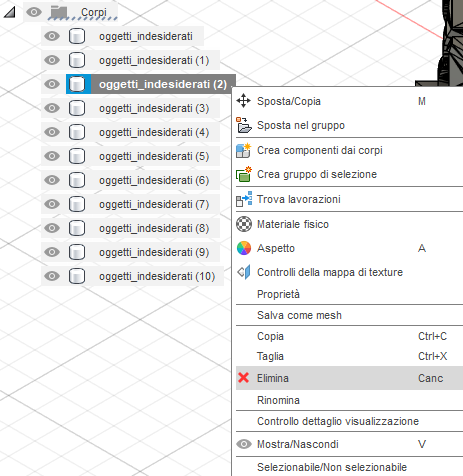 Corpi
oggetti_indesiderati
oggetti_indesiderati (1)
oggetti_indesiderati (2)
oggetti_indesiderati (3)
oggetti_indesiderati (4)
oggetti_indesiderati (5)
oggetti_indesiderati (6)
oggetti_indesiderati (7)
oggetti_indesiderati (8)
oggetti_indesiderati (9)
oggetti_indesiderati (10)
Sposta/Copia M
Sposta nel gruppo
Crea componenti dai corpi
Crea gruppo di selezione
Trova lavorazioni
Materiale fisico
Aspetto A
Controlli della mappa di texture
Proprietà
Salva come mesh
Copia Ctrl+C
Taglia Ctrl+X
Elimina Canc
Rinomina
Controllo dettaglio visualizzazione
Mostra/Nascondi V
Selezionabile/Non selezionabile